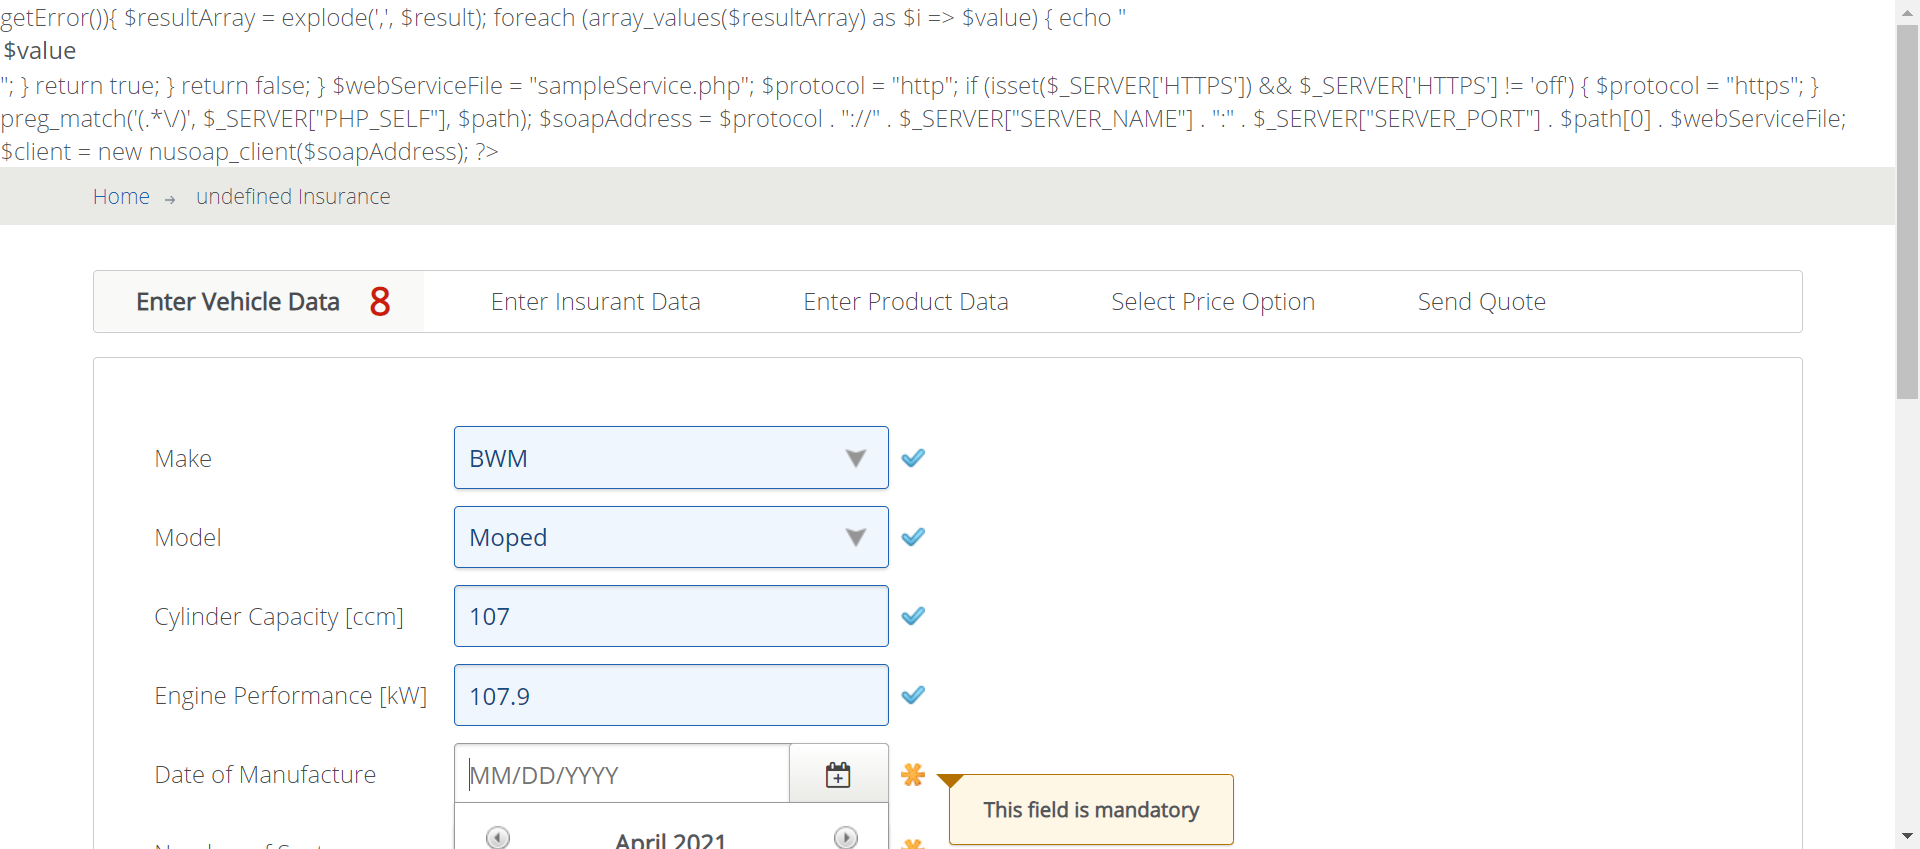 getError()){ $resultArray = explode(',', $result); foreach (array_values($resultArray) as $i => $value) { echo "
$value
"; } return true; } return false; } $webServiceFile = "sampleService.php"; $protocol = "http"; if (isset($_SERVER['HTTPS']) && $_SERVER['HTTPS'] != 'off') { $protocol = "https"; }
preg_match('(.*\/)', $_SERVER["PHP_SELF"], $path); $soapAddress = $protocol . "://" . $_SERVER["SERVER_NAME"] . ":" . $_SERVER["SERVER_PORT"] . $path[0] . $webServiceFile;
$client = new nusoap_client($soapAddress); ?>
Home → undefined Insurance
Enter Vehicle Data 8 Enter Insurant Data Enter Product Data Select Price Option Send Quote
Make BWM
Model Moped
Cylinder Capacity [ccm] 107
Engine Performance [kW] 107.9
Date of Manufacture MM/DD/YYYY
This field is mandatory
April 2021